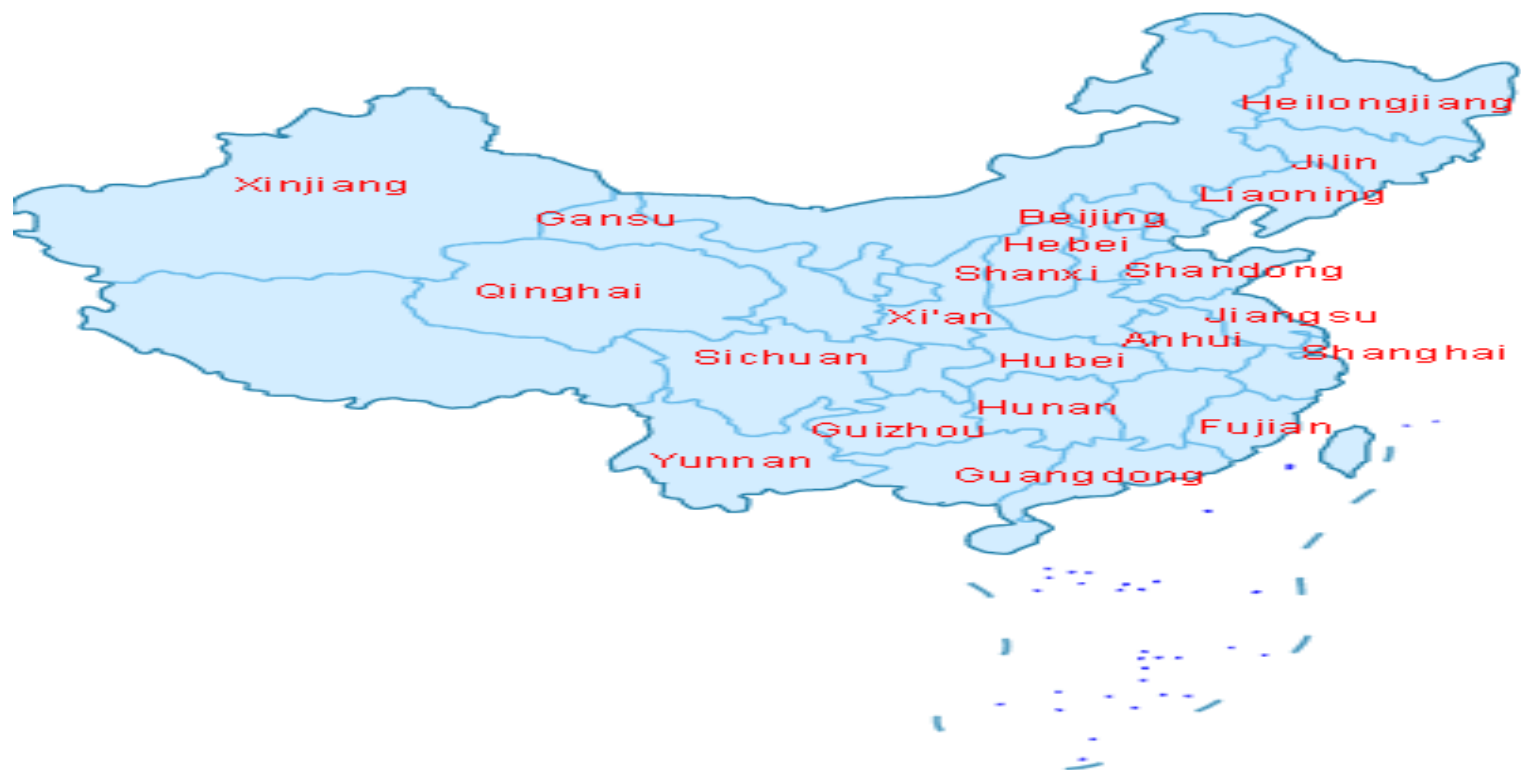 Heilongjiang
Jilin
Xinjiang
Liaoning
Gansu
Beijing
Hebei
Shanxi
Shandong
Qinghai
Xi'an
Jiangsu
Anhui
Shanghai
Sichuan
Hubei
Hunan
Guizhou
Fujian
Yunnan
Guangdong